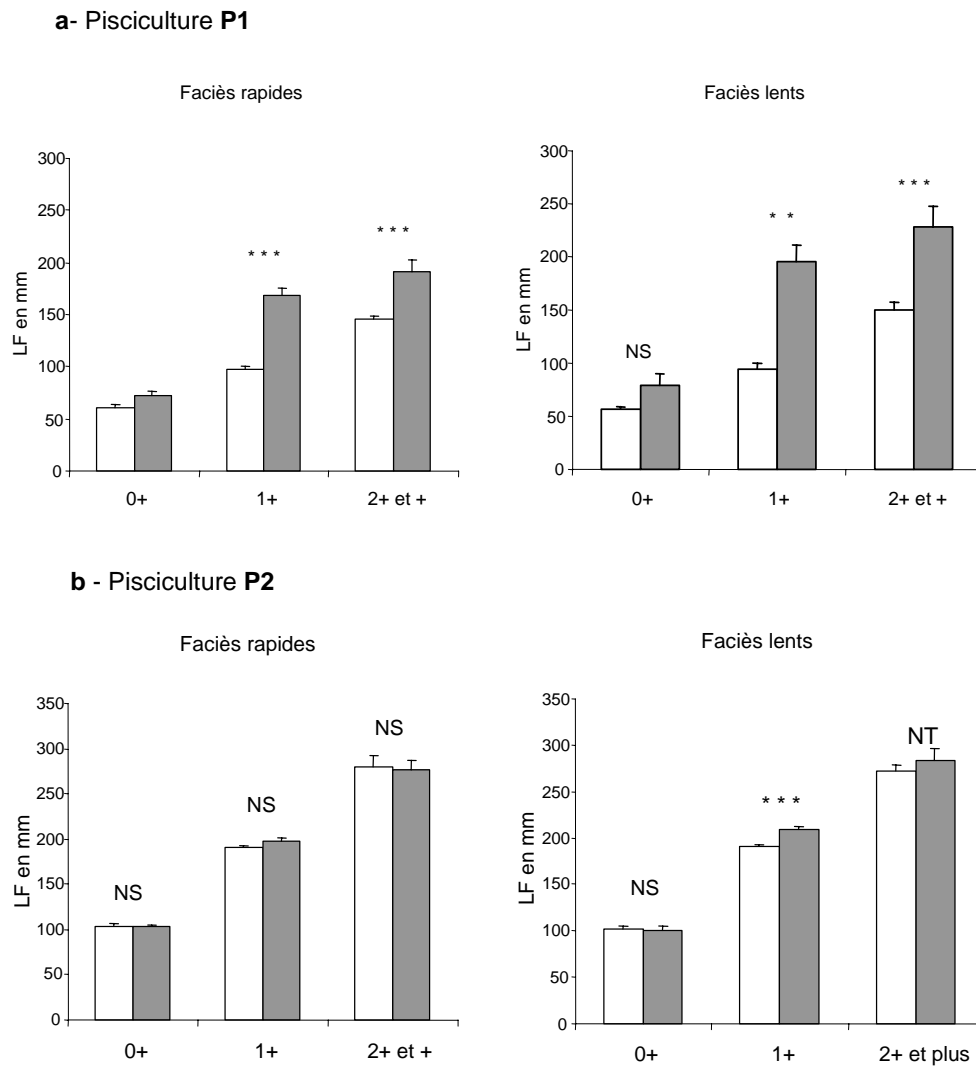 a- Pisciculture P1
Faciès rapides
LF en mm
300
250
200
150
100
50
0
* * *
* * *
0+
1+
2+ et +
Faciès lents
LF en mm
300
250
200
150
100
50
0
NS
* *
* * *
0+
1+
2+ et +
b - Pisciculture P2
Faciès rapides
LF en mm
350
300
250
200
150
100
50
0
NS
NS
NS
0+
1+
2+ et +
Faciès lents
LF en mm
350
300
250
200
150
100
50
0
NS
* * *
NT
0+
1+
2+ et plus